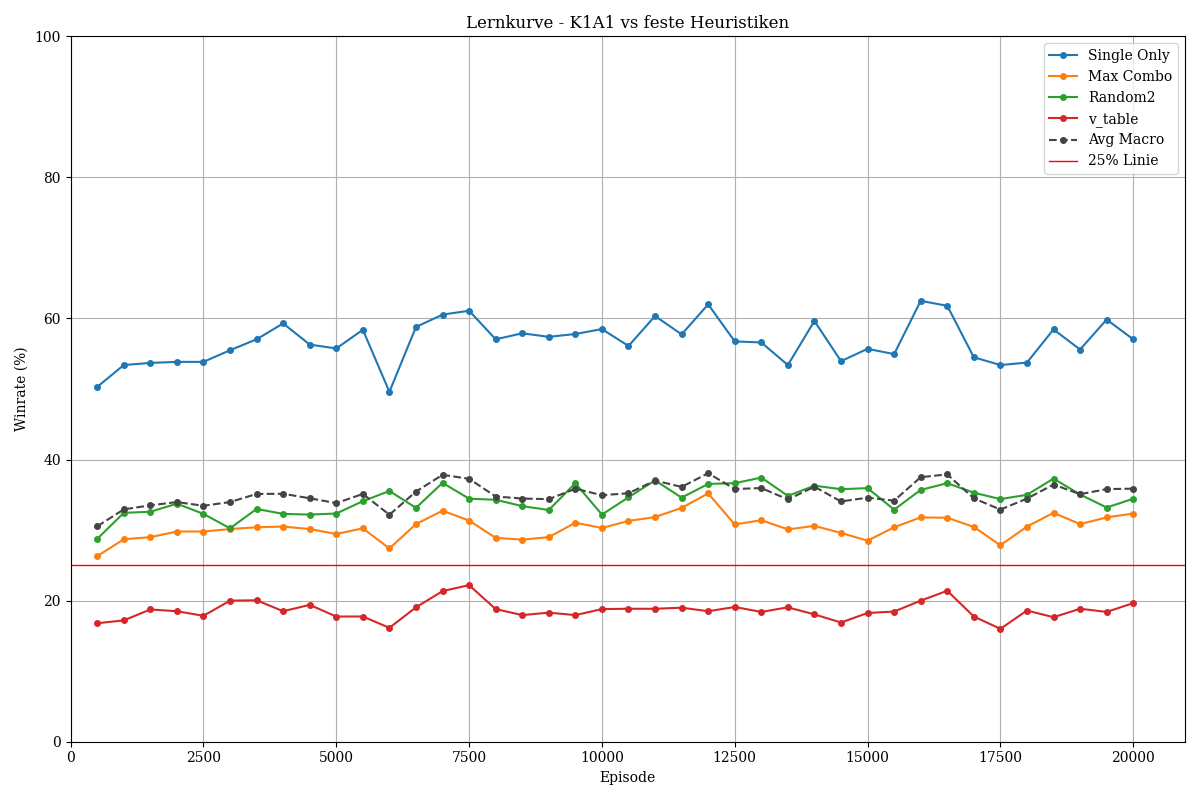 Lernkurve - K1A1 vs feste Heuristiken
100
80
60
40
20
0
Winrate (%)
0 2500 5000 7500 10000 12500 15000 17500 20000
Episode
Single Only
Max Combo
Random2
v_table
Avg Macro
25% Linie